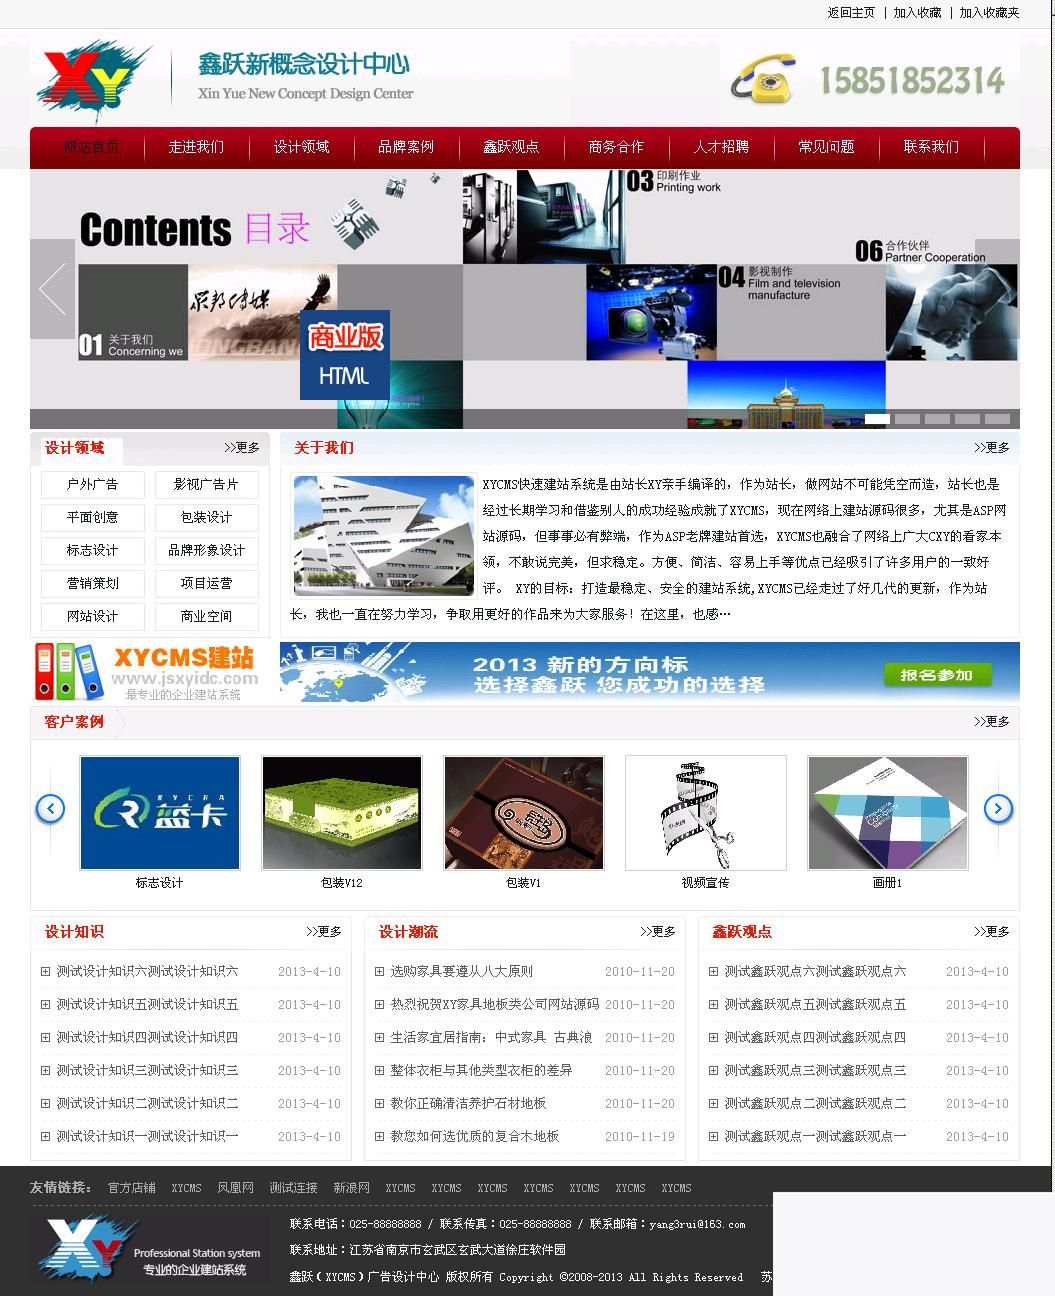 返回主页 | 加入收藏 | 加入收藏夹
鑫跃新概念设计中心
Xin Yue New Concept Design Center
XY
15851852314
网站首页 走进我们 设计领域 品牌案例 鑫跃观点 商务合作 人才招聘 常见问题 联系我们
Contents 目录
03 印刷作业
Printing work
06 合作伙伴
Partner Cooperation
04 影视制作
Film and television
manufacture
01 关于我们
Concerning we
商业版
HTML
设计领域 >>更多
户外广告 影视广告片
平面创意 包装设计
标志设计 品牌形象设计
营销策划 项目运营
网站设计 商业空间
关于我们 >>更多
XYCMS快速建站系统是由站长XY亲手编译的，作为站长，做网站不可能凭空而造，站长也是
经过长期学习和借鉴别人的成功经验成就了XYCMS，现在网络上建站源码很多，尤其是ASP网
站源码，但事事必有弊端，作为ASP老牌建站首选，XYCMS也融合了网络上广大CXY的看家本
领，不敢说完美，但求稳定。方便、简洁、容易上手等优点已经吸引了许多用户的一致好
评。 XY的目标：打造最稳定、安全的建站系统,XYCMS已经走过了好几代的更新，作为站
长，我也一直在努力学习，争取用更好的作品来为大家服务！在这里，也感…
XYCMS建站
www.jsxyidc.com
最专业的企业建站系统
2013 新的方向标
选择鑫跃 您成功的选择
报名参加
客户案例 >>更多
RYCRA
蓝卡
标志设计 包装V12 包装V1 视频宣传 画册1
设计知识 >>更多
测试设计知识六测试设计知识六 2013-4-10
测试设计知识五测试设计知识五 2013-4-10
测试设计知识四测试设计知识四 2013-4-10
测试设计知识三测试设计知识三 2013-4-10
测试设计知识二测试设计知识二 2013-4-10
测试设计知识一测试设计知识一 2013-4-10
设计潮流 >>更多
选购家具要遵从八大原则 2010-11-20
热烈祝贺XY家具地板类公司网站源码 2010-11-20
生活家宜居指南：中式家具 古典浪 2010-11-20
整体衣柜与其他类型衣柜的差异 2010-11-20
教你正确清洁养护石材地板 2010-11-20
教您如何选优质的复合木地板 2010-11-19
鑫跃观点 >>更多
测试鑫跃观点六测试鑫跃观点六 2013-4-10
测试鑫跃观点五测试鑫跃观点五 2013-4-10
测试鑫跃观点四测试鑫跃观点四 2013-4-10
测试鑫跃观点三测试鑫跃观点三 2013-4-10
测试鑫跃观点二测试鑫跃观点二 2013-4-10
测试鑫跃观点一测试鑫跃观点一 2013-4-10
友情链接： 官方店铺 XYCMS 凤凰网 测试连接 新浪网 XYCMS XYCMS XYCMS XYCMS XYCMS XYCMS XYCMS
XY
Professional Station system
专业的企业建站系统
联系电话：025-88888888 / 联系传真：025-88888888 / 联系邮箱：yang3rui@163.com
联系地址：江苏省南京市玄武区玄武大道徐庄软件园
鑫跃（XYCMS）广告设计中心 版权所有 Copyright ©2008-2013 All Rights Reserved 苏